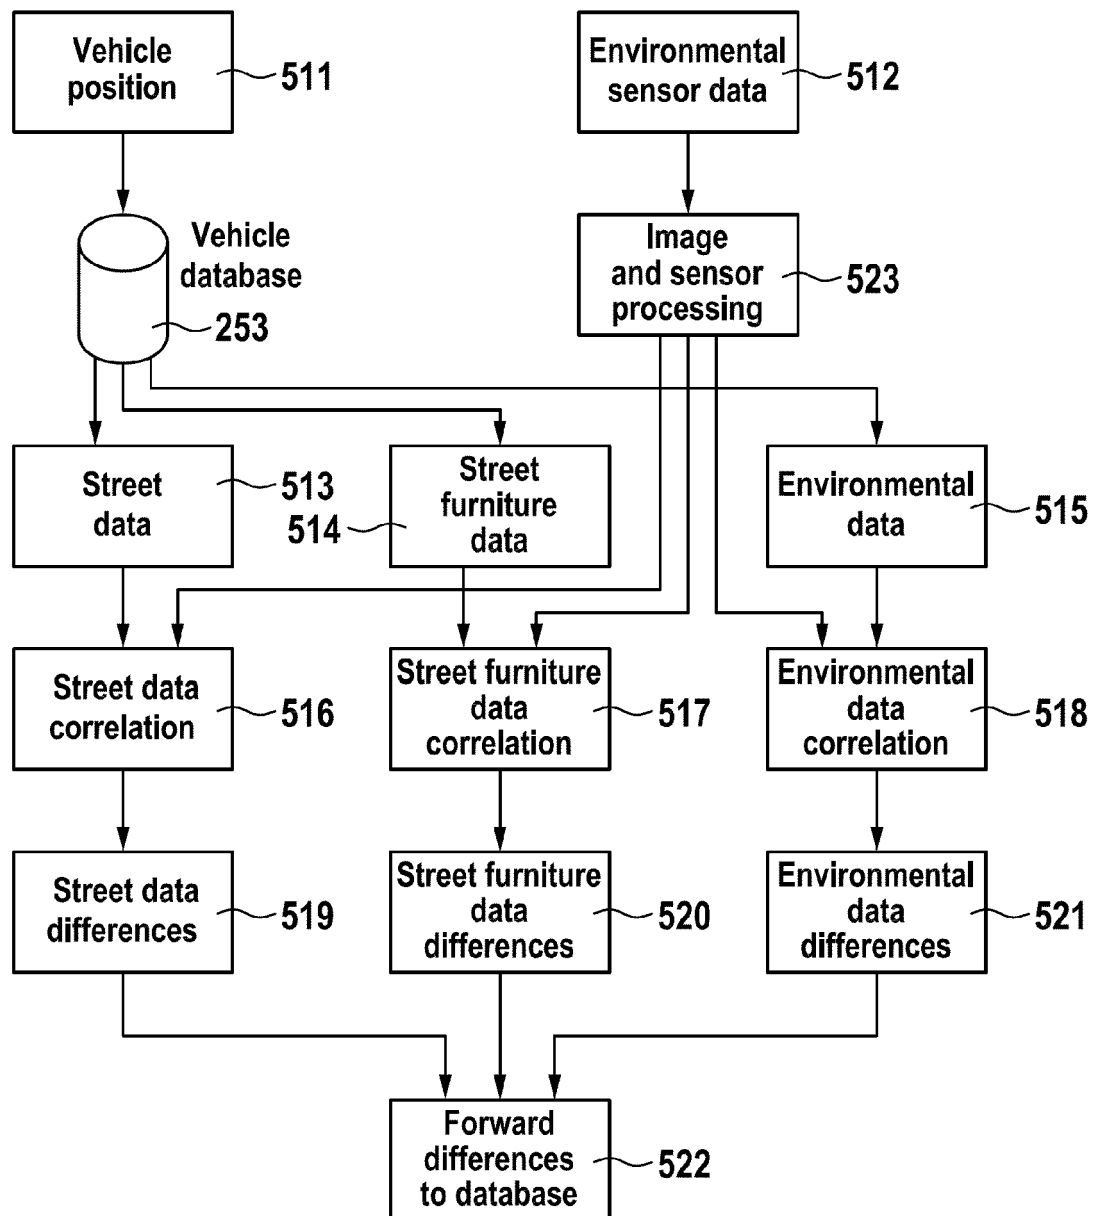 Vehicle
position
511
Environmental
sensor data
512
Vehicle
database
253
Image
and sensor
processing
523
Street
data
513
Street
furniture
data
514
Environmental
data
515
Street data
correlation
516
Street furniture
data
correlation
517
Environmental
data
correlation
518
Street data
differences
519
Street furniture
data
differences
520
Environmental
data
differences
521
Forward
differences
to database
522